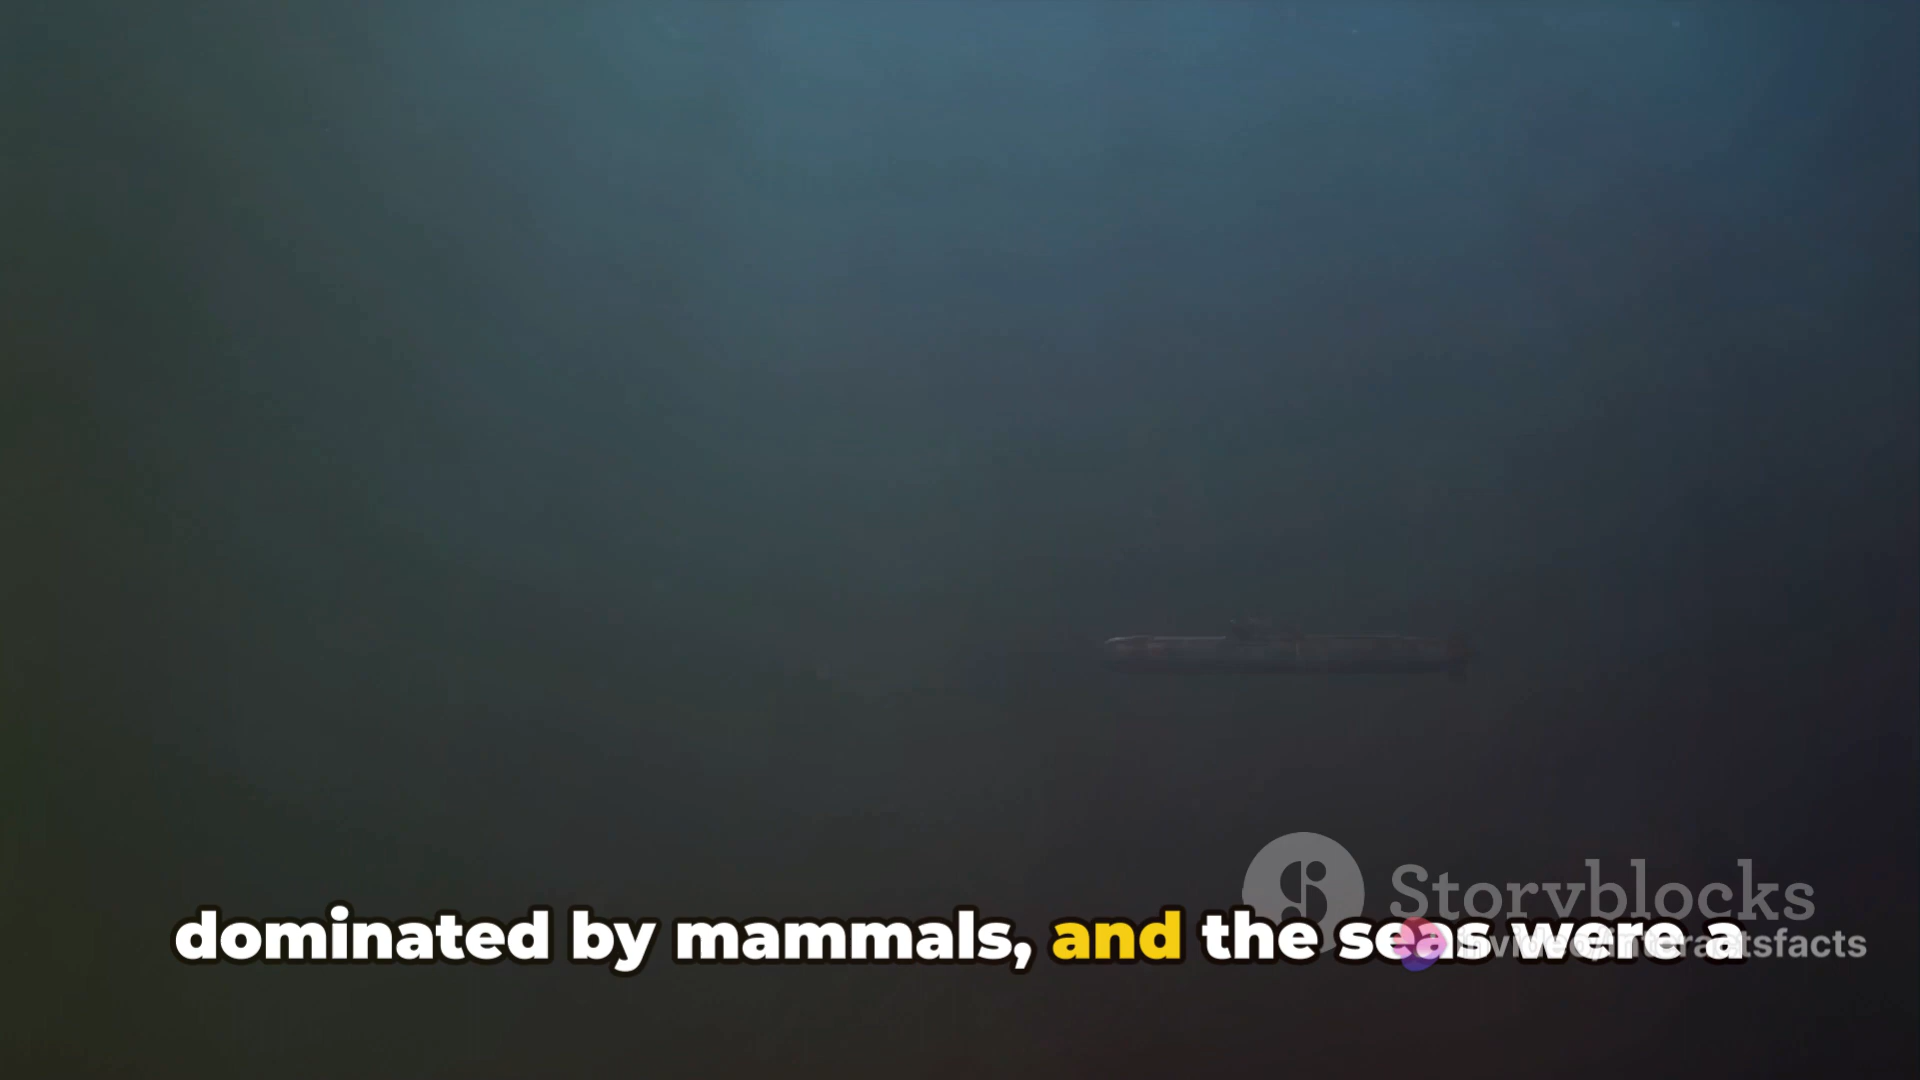 Storyblocks
dominated by mammals, and the seas were a